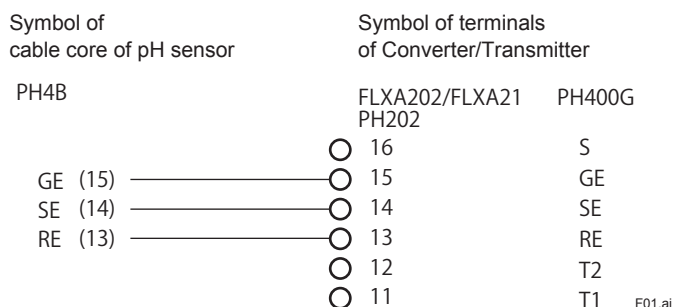 Symbol of
cable core of pH sensor
Symbol of terminals
of Converter/Transmitter
PH4B
FLXA202/FLXA21 PH400G
PH202
16 S
GE (15) 15 GE
SE (14) 14 SE
RE (13) 13 RE
12 T2
11 T1
F01.ai